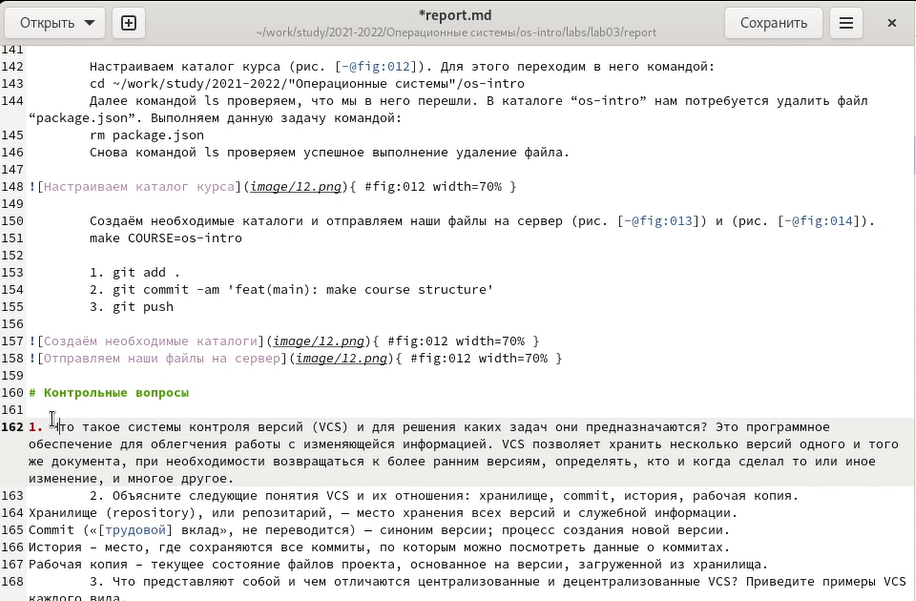 Открыть
*report.md
~/work/study/2021-2022/Операционные системы/os-intro/labs/lab03/report
Сохранить
141
142 Настраиваем каталог курса (рис. [-@fig:012]). Для этого переходим в него командой:
143 cd ~/work/study/2021-2022/"Операционные системы"/os-intro
144 Далее командой ls проверяем, что мы в него перешли. В каталоге “os-intro” нам потребуется удалить файл
“package.json”. Выполняем данную задачу командой:
145 rm package.json
146 Снова командой ls проверяем успешное выполнение удаление файла.
147
148 ![Настраиваем каталог курса](image/12.png){ #fig:012 width=70% }
149
150 Создаём необходимые каталоги и отправляем наши файлы на сервер (рис. [-@fig:013]) и (рис. [-@fig:014]).
151 make COURSE=os-intro
152
153 1. git add .
154 2. git commit -am 'feat(main): make course structure'
155 3. git push
156
157 ![Создаём необходимые каталоги](image/12.png){ #fig:012 width=70% }
158 ![Отправляем наши файлы на сервер](image/12.png){ #fig:012 width=70% }
159
160 # Контрольные вопросы
161
162 1. Что такое системы контроля версий (VCS) и для решения каких задач они предназначаются? Это программное
обеспечение для облегчения работы с изменяющейся информацией. VCS позволяет хранить несколько версий одного и того
же документа, при необходимости возвращаться к более ранним версиям, определять, кто и когда сделал то или иное
изменение, и многое другое.
163 2. Объясните следующие понятия VCS и их отношения: хранилище, commit, история, рабочая копия.
164 Хранилище (repository), или репозитарий, — место хранения всех версий и служебной информации.
165 Commit («[трудовой] вклад», не переводится) — синоним версии; процесс создания новой версии.
166 История – место, где сохраняются все коммиты, по которым можно посмотреть данные о коммитах.
167 Рабочая копия – текущее состояние файлов проекта, основанное на версии, загруженной из хранилища.
168 3. Что представляют собой и чем отличаются централизованные и децентрализованные VCS? Приведите примеры VCS
каждого вида.